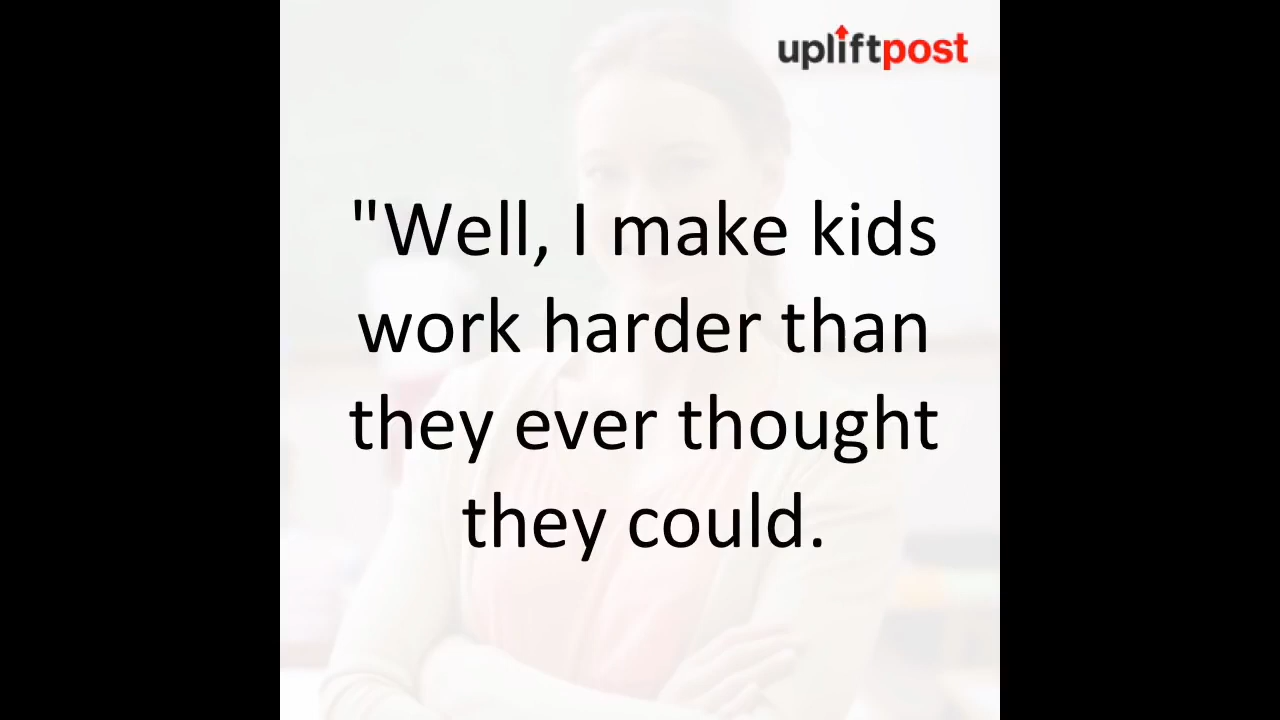 upliftpost
"Well, I make kids
work harder than
they ever thought
they could.